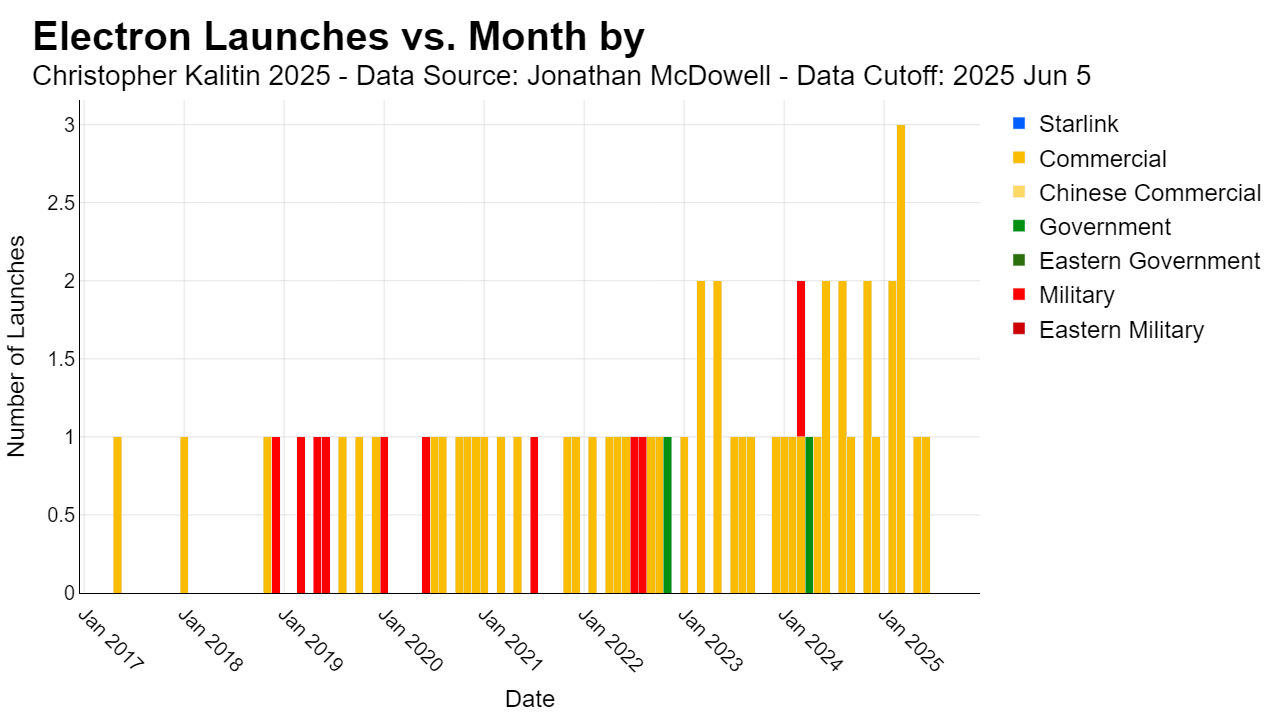 Electron Launches vs. Month by
Christopher Kalitin 2025 - Data Source: Jonathan McDowell - Data Cutoff: 2025 Jun 5
Starlink
Commercial
Chinese Commercial
Government
Eastern Government
Military
Eastern Military
Number of Launches
3
2.5
2
1.5
1
0.5
0
Jan 2017
Jan 2018
Jan 2019
Jan 2020
Jan 2021
Jan 2022
Jan 2023
Jan 2024
Jan 2025
Date